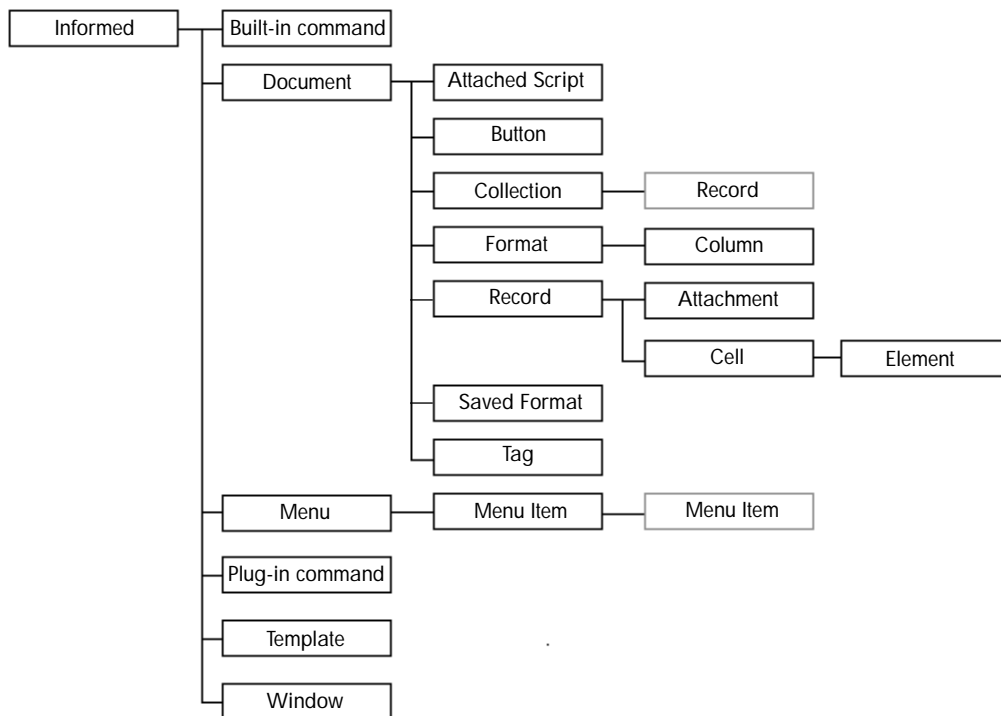 Informed
Built-in command
Document
Attached Script
Button
Collection
Record
Format
Column
Record
Attachment
Cell
Element
Saved Format
Tag
Menu
Menu Item
Menu Item
Plug-in command
Template
Window